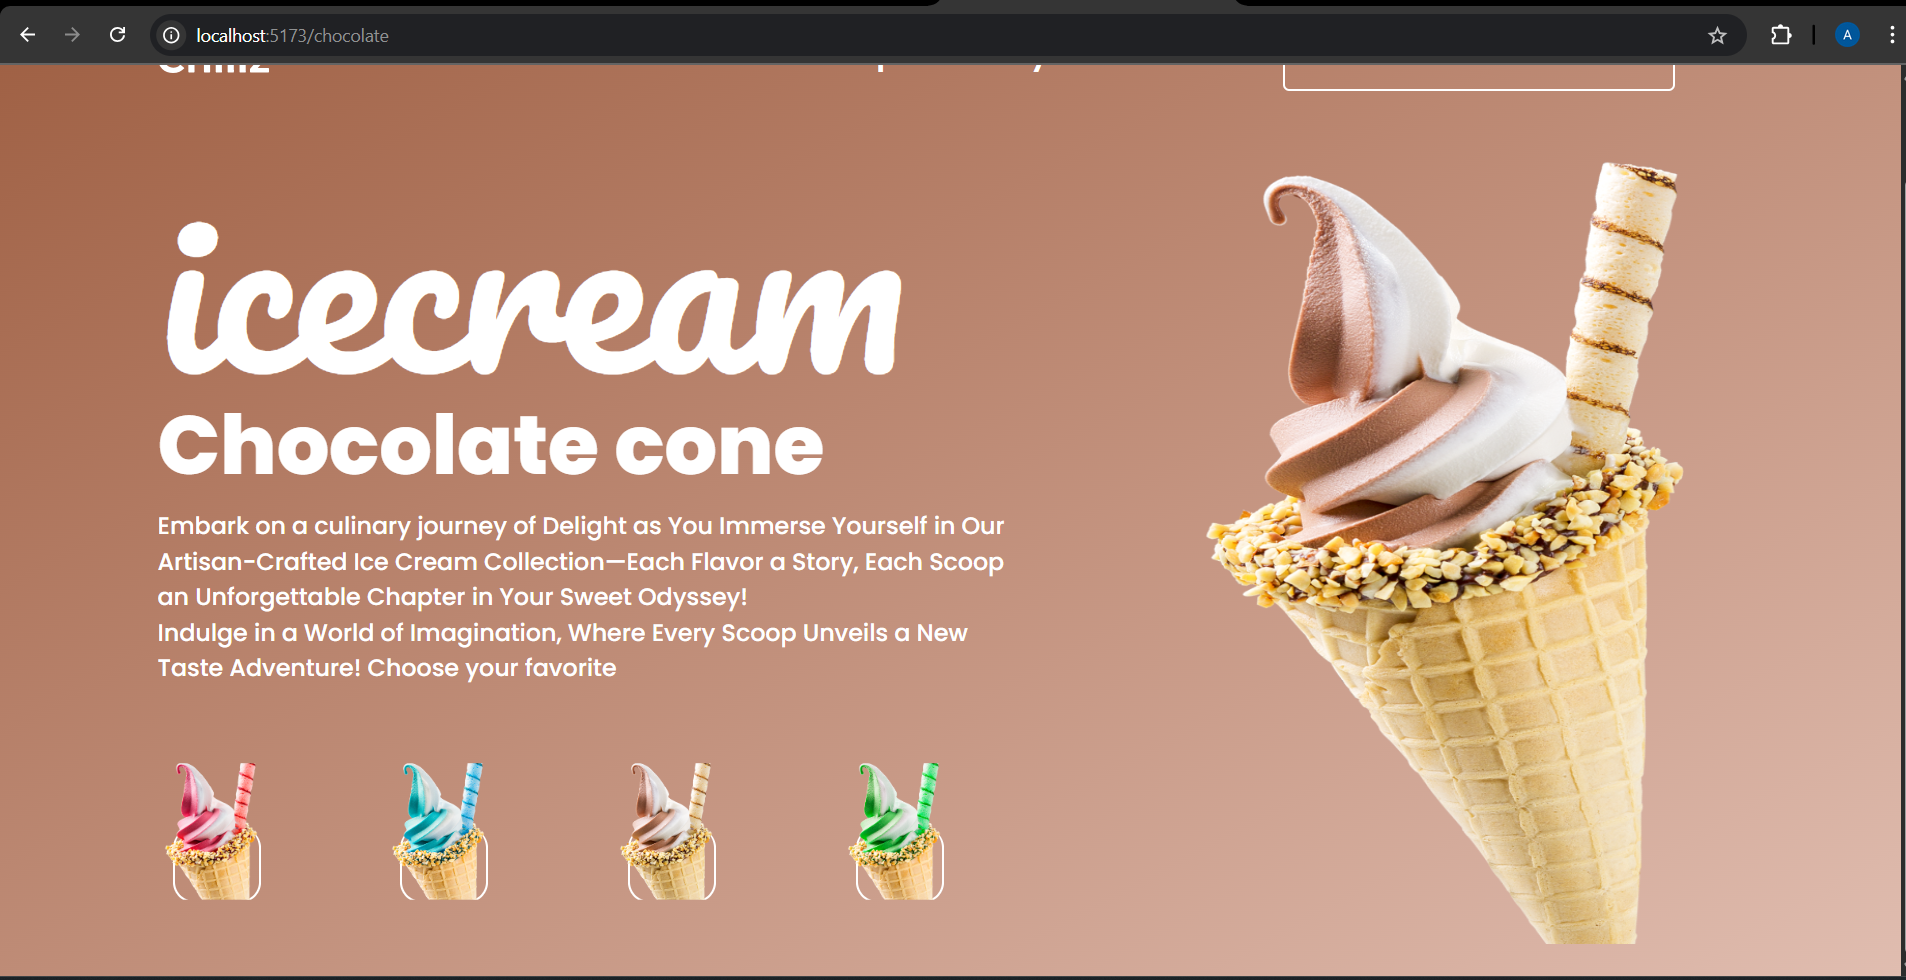 localhost:5173/chocolate
A
icecream
Chocolate cone
Embark on a culinary journey of Delight as You Immerse Yourself in Our
Artisan-Crafted Ice Cream Collection—Each Flavor a Story, Each Scoop
an Unforgettable Chapter in Your Sweet Odyssey!
Indulge in a World of Imagination, Where Every Scoop Unveils a New
Taste Adventure! Choose your favorite